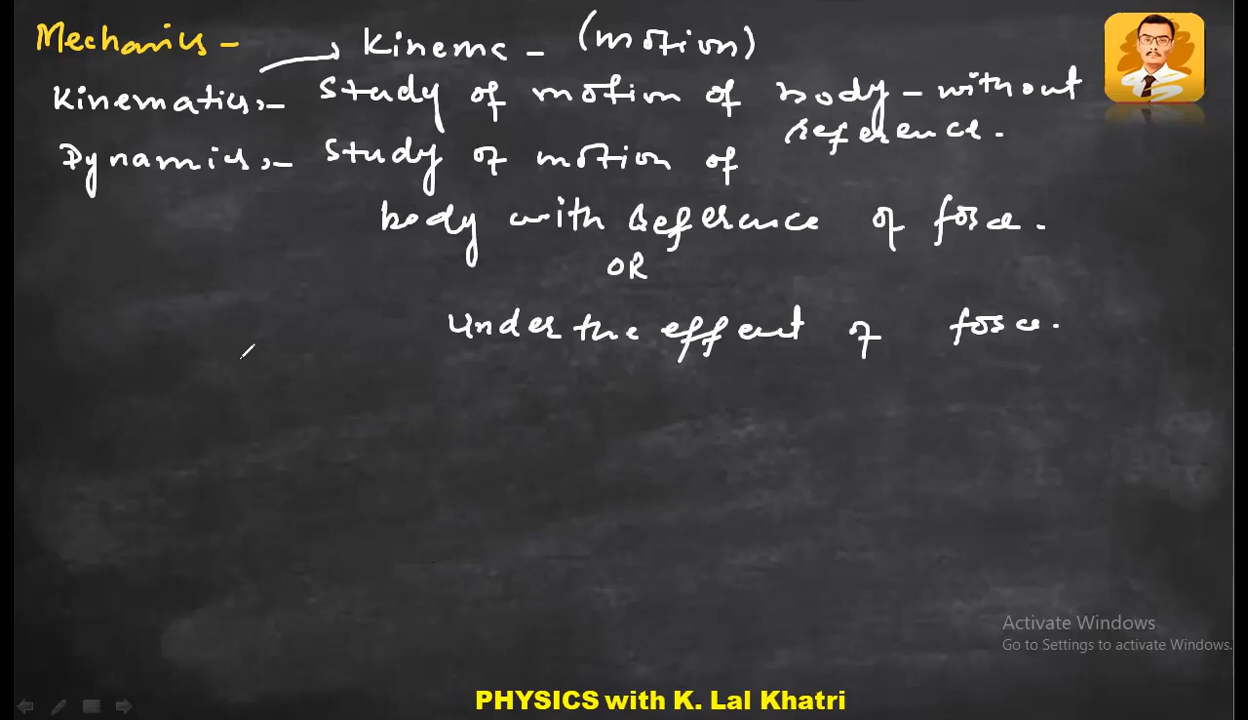 Mechanics -
Kinema - (motion)
Kinematics:- Study of motion of body - without
reference.
Dynamics:- Study of motion of
body with reference of force.
OR
Under the effect of force.
Activate Windows
Go to Settings to activate Windows.
PHYSICS with K. Lal Khatri